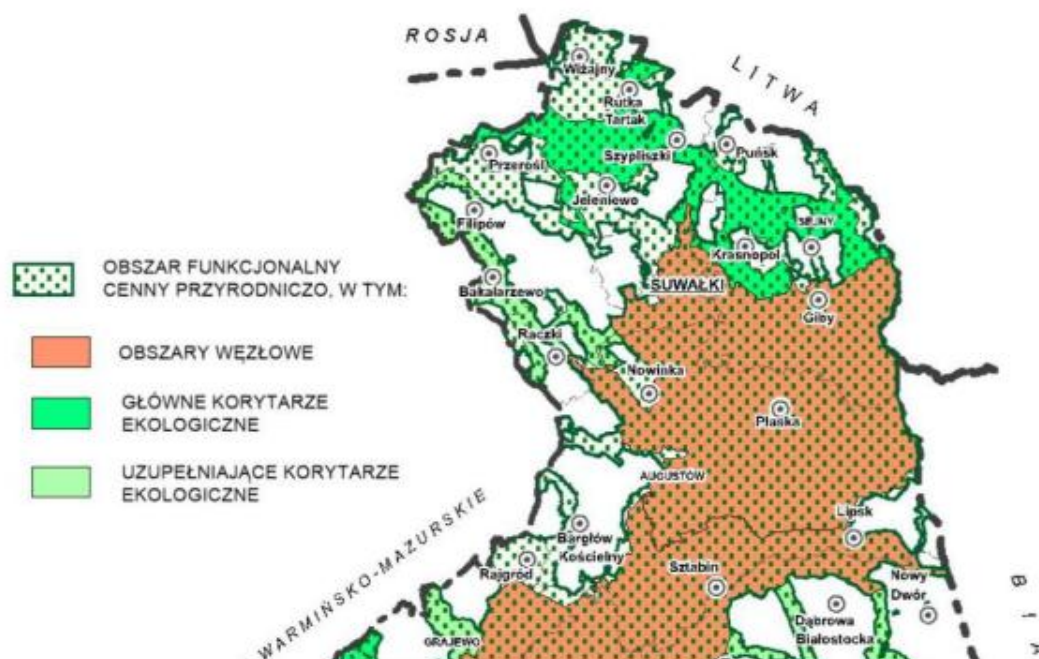 ROSJA
LITWA
Wiżajny
Rutka
Tartak
Szypliszki
Puńsk
Przerośl
Jeleniewo
Filipów
SEJNY
Krasnopol
OBSZAR FUNKCJONALNY
CENNY PRZYRODNICZO, W TYM:
Bakałarzewo
SUWAŁKI
Giby
OBSZARY WĘZŁOWE
Raczki
Nowinka
Płaska
GŁÓWNE KORYTARZE
EKOLOGICZNE
UZUPEŁNIAJĄCE KORYTARZE
EKOLOGICZNE
AUGUSTÓW
Lipsk
Bargłów
Kościelny
Rajgród
Sztabin
Nowy
Dwór
WARMIŃSKO-MAZURSKIE
Dąbrowa
Białostocka
GRAJEWO
BIA